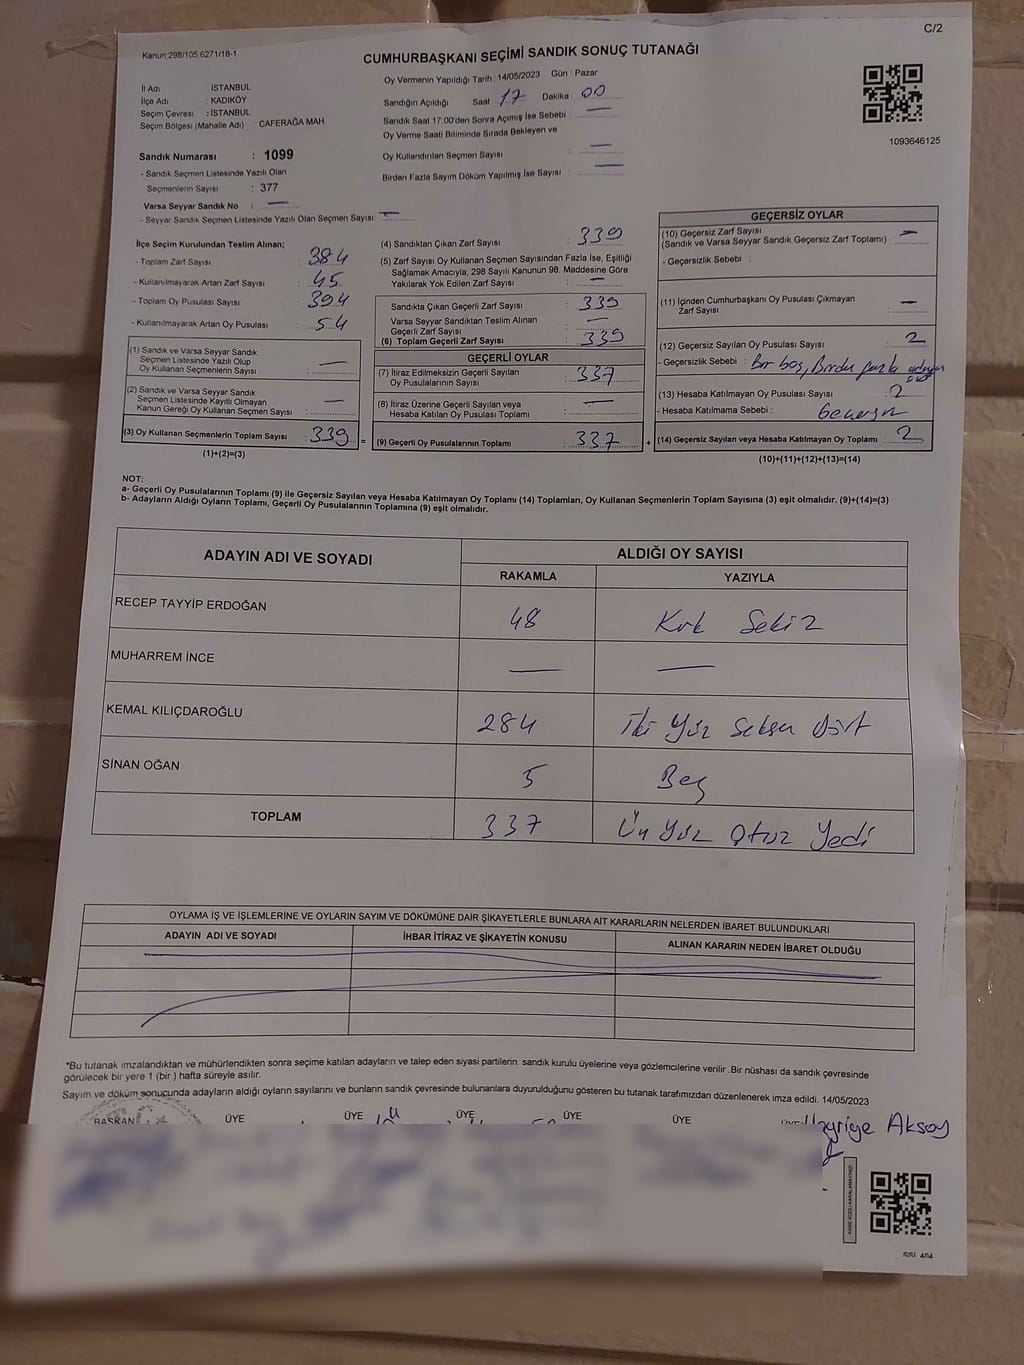 Kanun 298/105 6271/18-1
C/2
CUMHURBAŞKANI SEÇİMİ SANDIK SONUÇ TUTANAĞI
İl Adı : İSTANBUL
İlçe Adı : KADIKÖY
Seçim Çevresi : İSTANBUL
Seçim Bölgesi (Mahalle Adı) : CAFERAĞA MAH
Sandık Numarası : 1099
- Sandık Seçmen Listesinde Yazılı Olan
Seçmenlerin Sayısı : 377
Varsa Seyyar Sandık No : —
- Seyyar Sandık Seçmen Listesinde Yazılı Olan Seçmen Sayısı: —
Oy Vermenin Yapıldığı Tarih : 14/05/2023 Gün : Pazar
Sandığın Açıldığı Saat 17 Dakika : 00
Sandık Saat 17.00'den Sonra Açılmış İse Sebebi : —
Oy Verme Saati Bitiminde Sırada Bekleyen ve
Oy Kullandırılan Seçmen Sayısı : —
Birden Fazla Sayım Döküm Yapılmış İse Sayısı : —
1093646125
İlçe Seçim Kurulundan Teslim Alınan;
- Toplam Zarf Sayısı : 384
- Kullanılmayarak Artan Zarf Sayısı : 45
- Toplam Oy Pusulası Sayısı : 394
- Kullanılmayarak Artan Oy Pusulası : 54
(1) Sandık ve Varsa Seyyar Sandık
Seçmen Listesinde Yazılı Olup
Oy Kullanan Seçmenlerin Sayısı : —
(2) Sandık ve Varsa Seyyar Sandık
Seçmen Listesinde Kayıtlı Olmayan
Kanun Gereği Oy Kullanan Seçmen Sayısı : —
(3) Oy Kullanan Seçmenlerin Toplam Sayısı : 339 =
(1)+(2)=(3)
(4) Sandıktan Çıkan Zarf Sayısı : 339
(5) Zarf Sayısı Oy Kullanan Seçmen Sayısından Fazla İse, Eşitliği
Sağlamak Amacıyla; 298 Sayılı Kanunun 98. Maddesine Göre
Yakılarak Yok Edilen Zarf Sayısı : —
Sandıkta Çıkan Geçerli Zarf Sayısı : 339
Varsa Seyyar Sandıktan Teslim Alınan
Geçerli Zarf Sayısı : —
(6) Toplam Geçerli Zarf Sayısı : 339
GEÇERLİ OYLAR
(7) İtiraz Edilmeksizin Geçerli Sayılan
Oy Pusulalarının Sayısı : 337
(8) İtiraz Üzerine Geçerli Sayılan veya
Hesaba Katılan Oy Pusulası Toplamı : —
(9) Geçerli Oy Pusulalarının Toplamı : 337 +
GEÇERSİZ OYLAR
(10) Geçersiz Zarf Sayısı
(Sandık ve Varsa Seyyar Sandık Geçersiz Zarf Toplamı) : —
- Geçersizlik Sebebi :
(11) İçinden Cumhurbaşkanı Oy Pusulası Çıkmayan
Zarf Sayısı : —
(12) Geçersiz Sayılan Oy Pusulası Sayısı : 2
- Geçersizlik Sebebi : Biri boş, Birden fazla
(13) Hesaba Katılmayan Oy Pusulası Sayısı : 2
- Hesaba Katılmama Sebebi : Geçersiz
(14) Geçersiz Sayılan veya Hesaba Katılmayan Oy Toplamı : 2
(10)+(11)+(12)+(13)=(14)
NOT:
a- Geçerli Oy Pusulalarının Toplamı (9) ile Geçersiz Sayılan veya Hesaba Katılmayan Oy Toplamı (14) Toplamları, Oy Kullanan Seçmenlerin Toplam Sayısına (3) eşit olmalıdır. (9)+(14)=(3)
b- Adayların Aldığı Oyların Toplamı, Geçerli Oy Pusulalarının Toplamına (9) eşit olmalıdır.
ADAYIN ADI VE SOYADI
ALDIĞI OY SAYISI
RAKAMLA YAZIYLA
RECEP TAYYİP ERDOĞAN 48 Kırk Sekiz
MUHARREM İNCE — —
KEMAL KILIÇDAROĞLU 284 İki Yüz Seksen Dört
SİNAN OĞAN 5 Beş
TOPLAM 337 Üç Yüz Otuz Yedi
OYLAMA İŞ VE İŞLEMLERİNE VE OYLARIN SAYIM VE DÖKÜMÜNE DAİR ŞİKAYETLERLE BUNLARA AİT KARARLARIN NELERDEN İBARET BULUNDUKLARI
ADAYIN ADI VE SOYADI İHBAR İTİRAZ VE ŞİKAYETİN KONUSU ALINAN KARARIN NEDEN İBARET OLDUĞU
*Bu tutanak imzalandıktan ve mühürlendikten sonra seçime katılan adayların ve talep eden siyasi partilerin sandık kurulu üyelerine veya gözlemcilerine verilir .Bir nüshası da sandık çevresinde
görülecek bir yere 1 (bir ) hafta süreyle asılır.
Sayım ve döküm sonucunda adayların aldığı oyların sayılarını ve bunların sandık çevresinde bulunanlara duyurulduğunu gösteren bu tutanak tarafımızdan düzenlenerek imza edildi. 14/05/2023
BAŞKAN ÜYE ÜYE ÜYE ÜYE ÜYE
Hayriye Aksoy